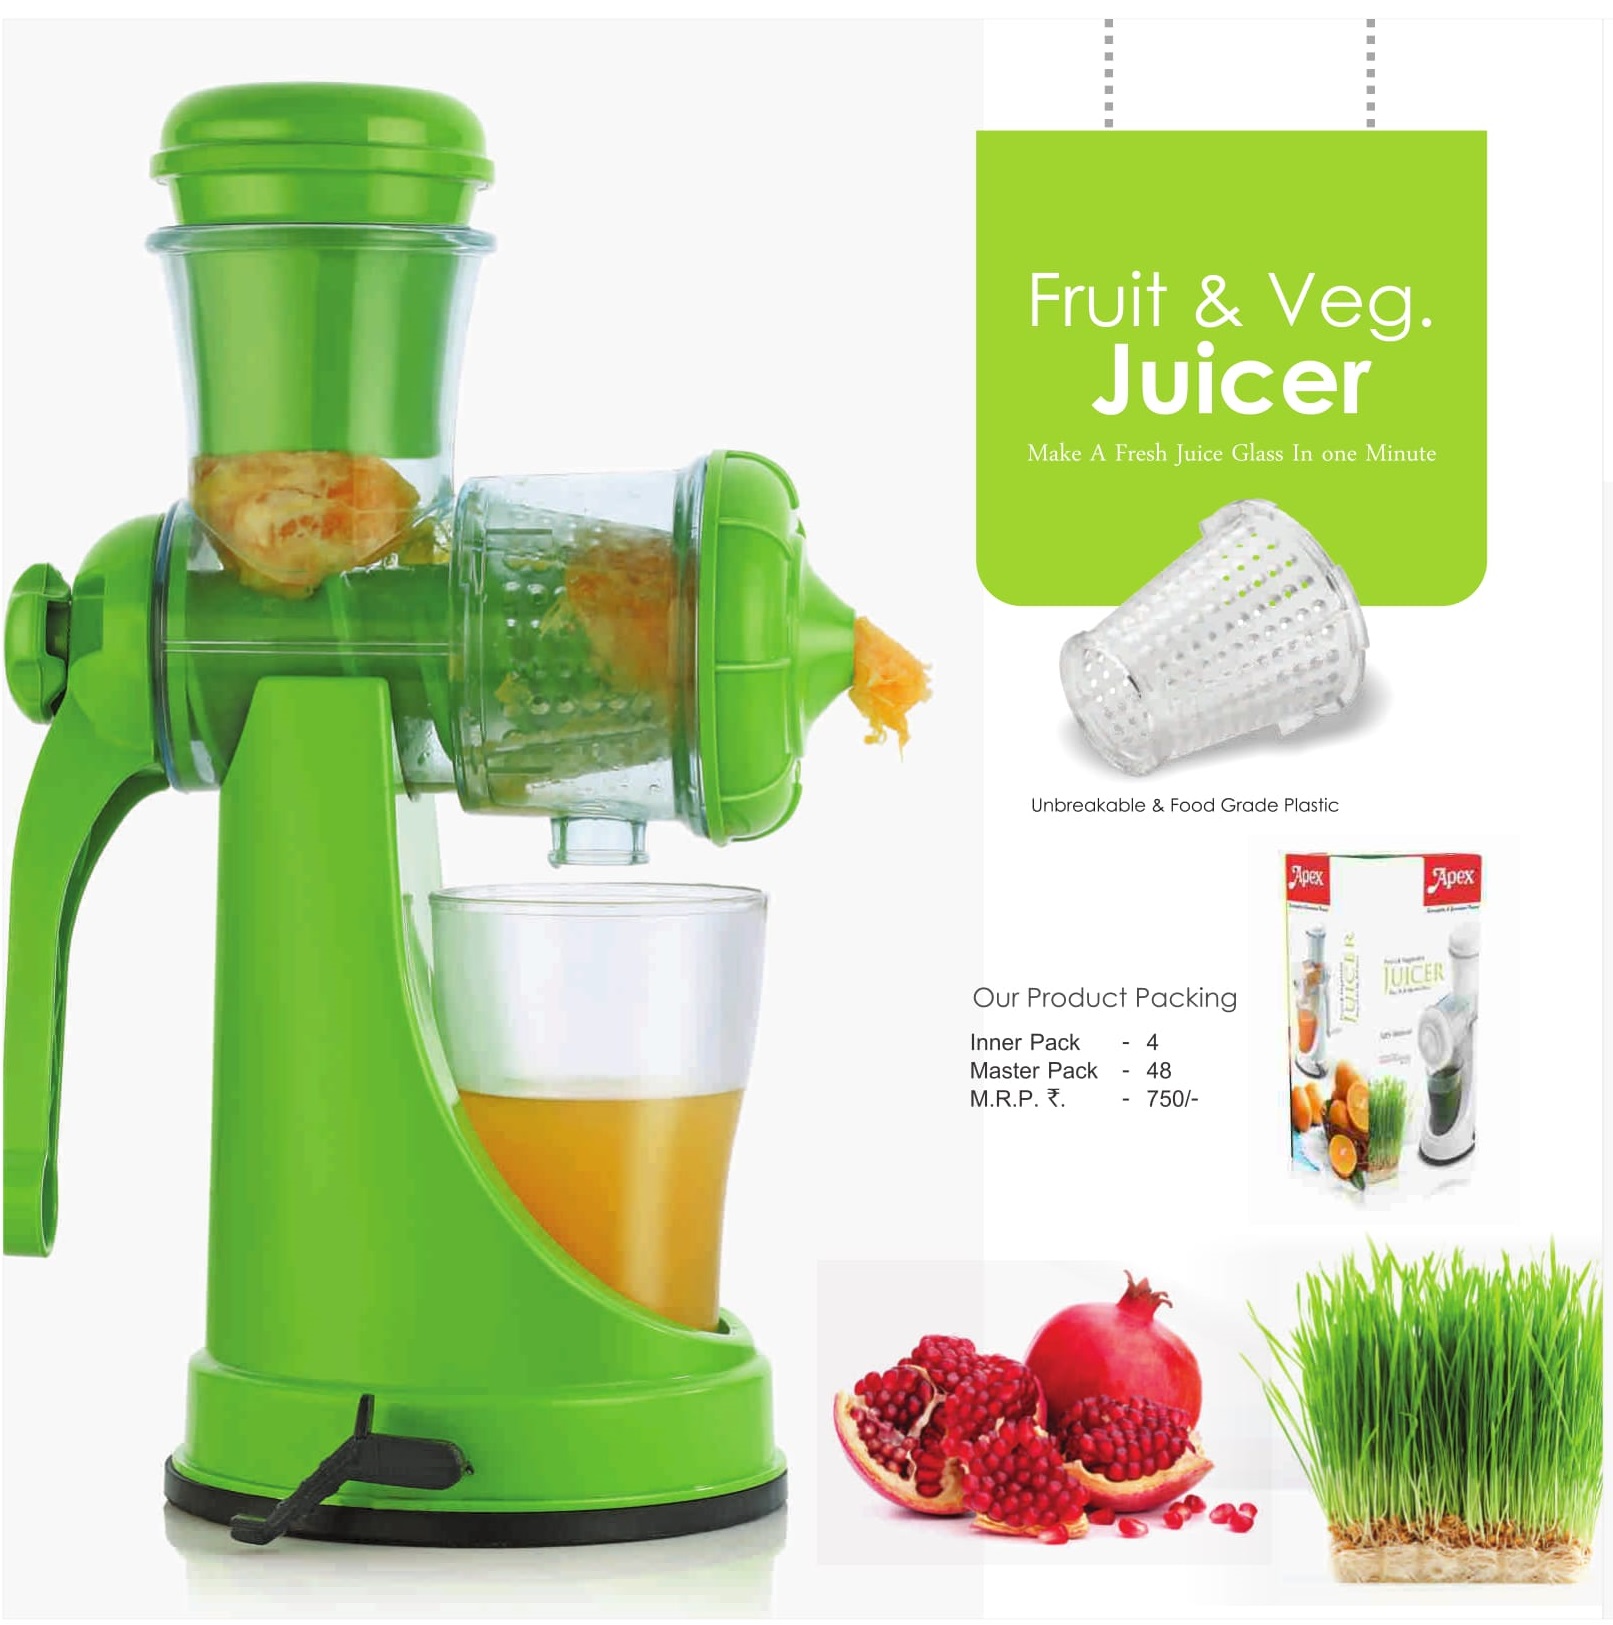 Fruit & Veg.
Juicer
Make A Fresh Juice Glass In one Minute
Unbreakable & Food Grade Plastic
Apex
Apex
JUICER
JUICER
Our Product Packing
Inner Pack - 4
Master Pack - 48
M.R.P. ₹. - 750/-